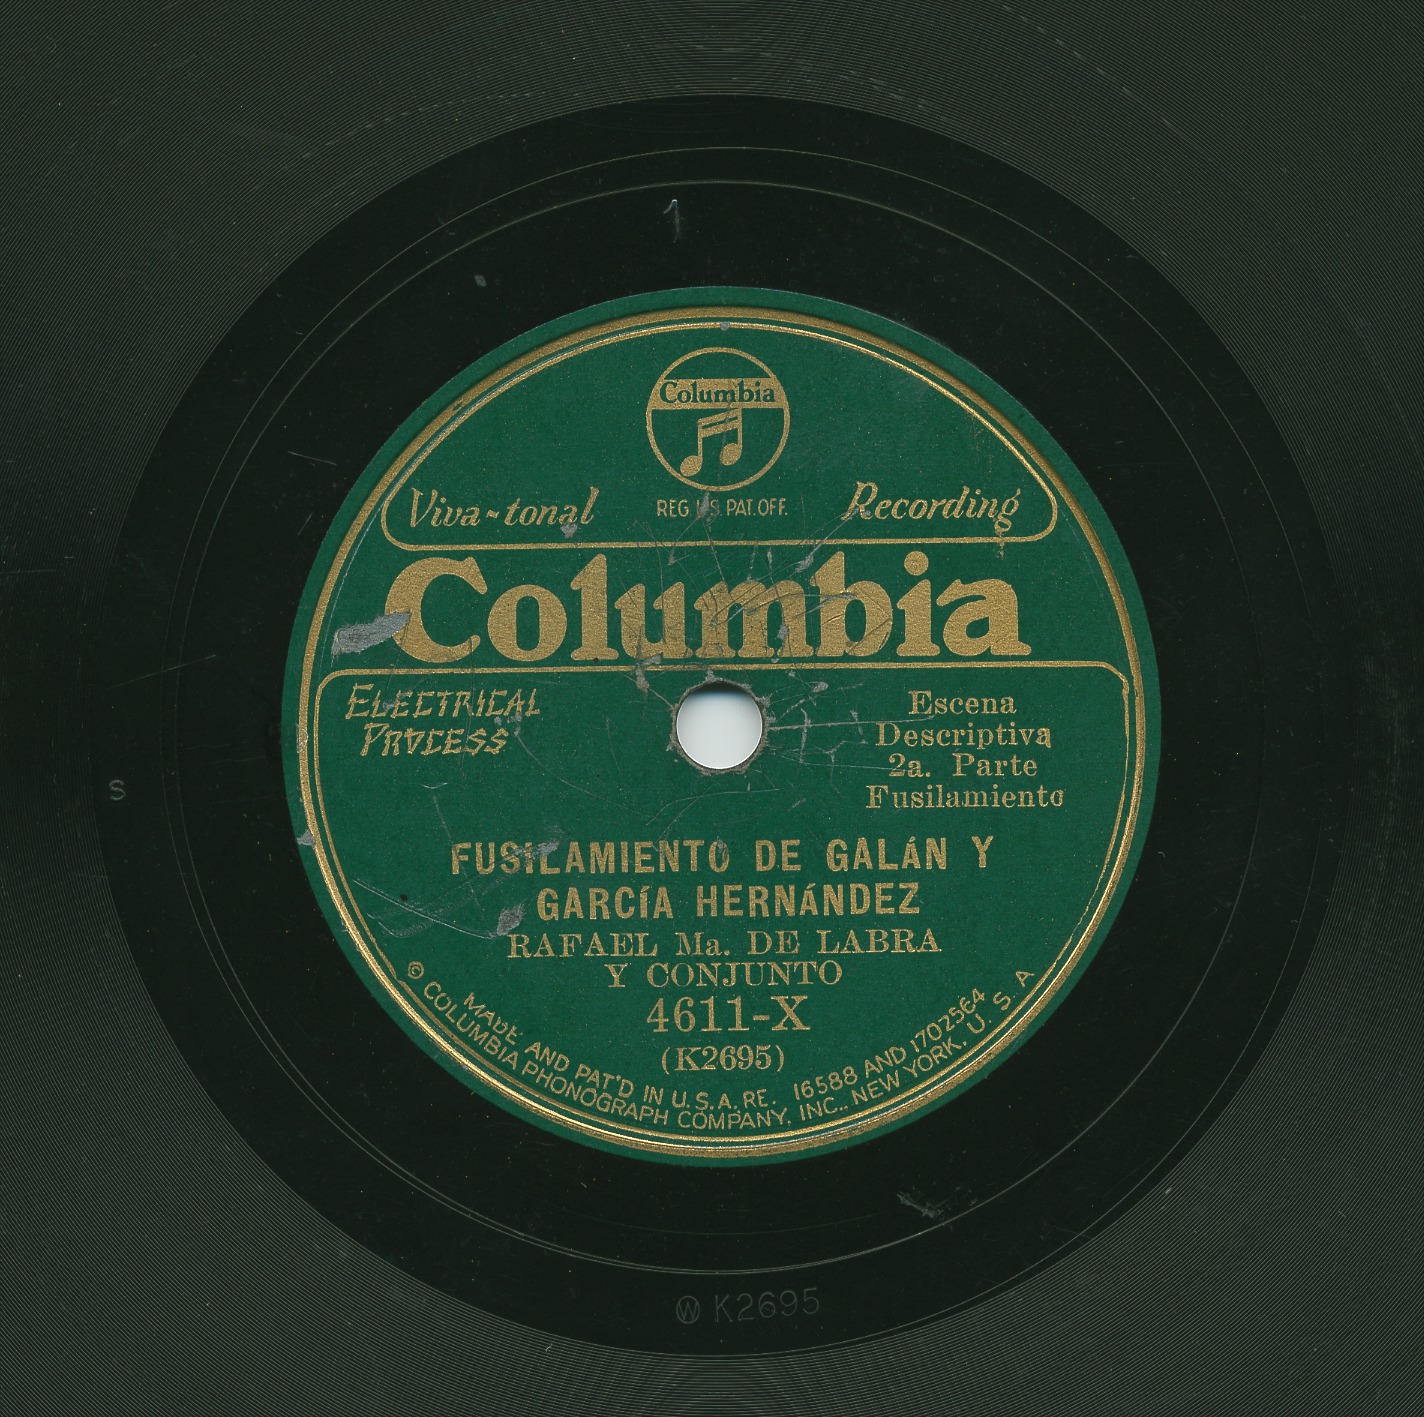 1
Columbia
Viva-tonal
REG. U.S. PAT. OFF.
Recording
Columbia
ELECTRICAL
PROCESS
Escena
Descriptiva
2a. Parte
Fusilamiento
S
FUSILAMIENTO DE GALÁN Y
GARCÍA HERNÁNDEZ
RAFAEL Ma. DE LABRA
Y CONJUNTO
4611-X
(K2695)
MADE AND PAT'D IN U.S.A. RE. 16588 AND 1702564
© COLUMBIA PHONOGRAPH COMPANY, INC., NEW YORK, U. S. A
Ⓦ K2695